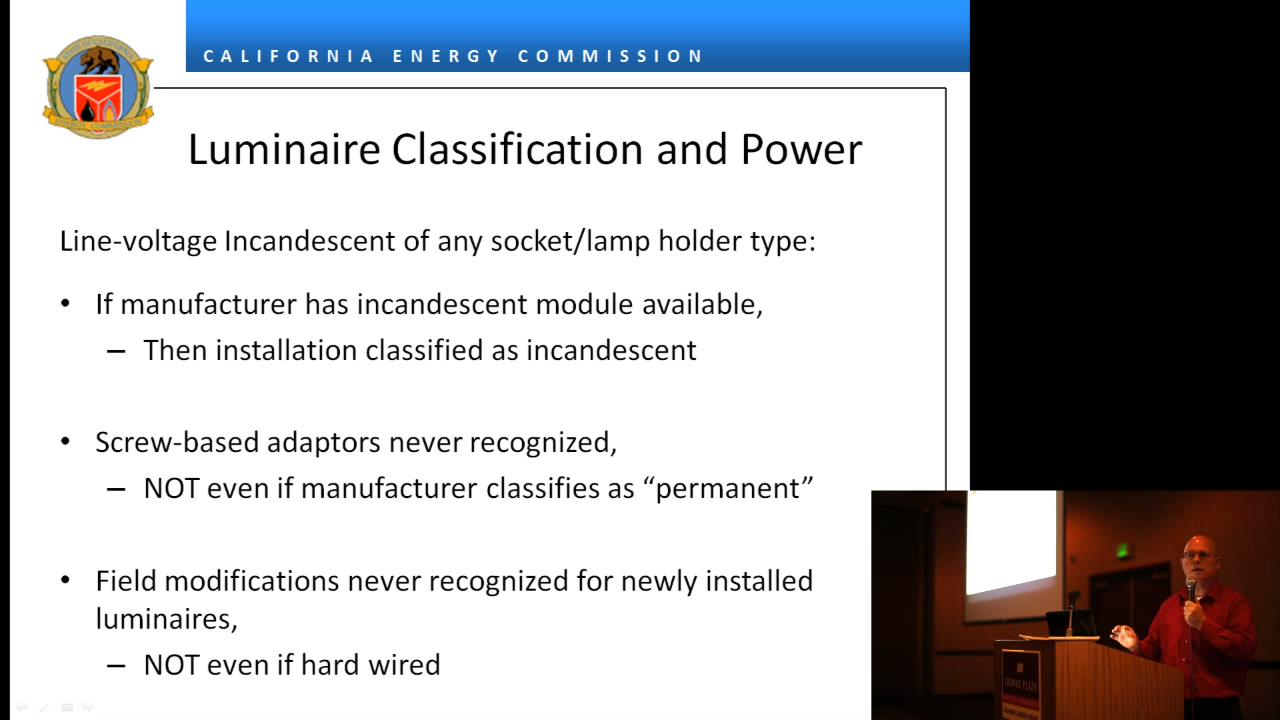 CALIFORNIA ENERGY COMMISSION
Luminaire Classification and Power
Line-voltage Incandescent of any socket/lamp holder type:
• If manufacturer has incandescent module available,
– Then installation classified as incandescent
• Screw-based adaptors never recognized,
– NOT even if manufacturer classifies as “permanent”
• Field modifications never recognized for newly installed
luminaires,
– NOT even if hard wired